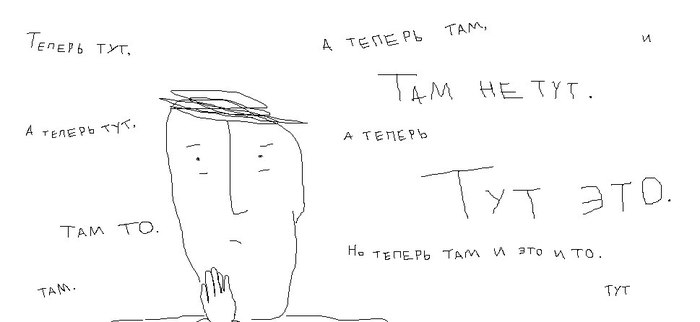 Теперь тут.
А теперь тут.
Там то.
Там.
А теперь там, и
Там не тут.
А теперь
Тут это.
Но теперь там и это и то.
Тут